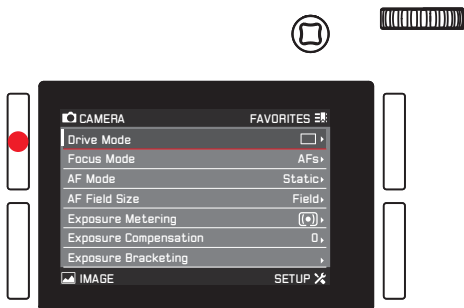 CAMERA FAVORITES
Drive Mode
Focus Mode AFs
AF Mode Static
AF Field Size Field
Exposure Metering
Exposure Compensation 0
Exposure Bracketing
IMAGE SETUP